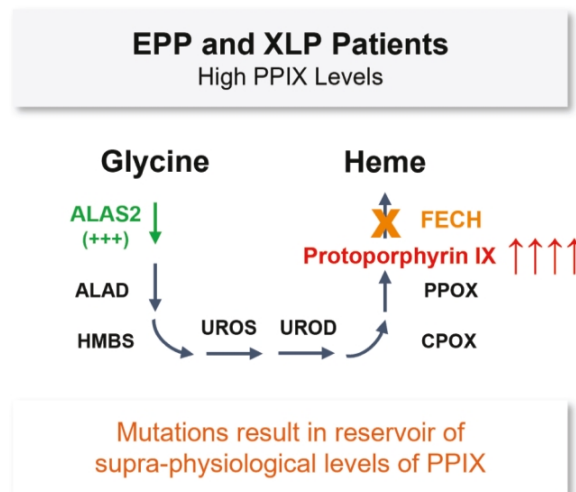 EPP and XLP Patients
High PPIX Levels
Glycine Heme
ALAS2
(+++)
X FECH
Protoporphyrin IX ↑↑↑↑
ALAD PPOX
UROS UROD
HMBS CPOX
Mutations result in reservoir of
supra-physiological levels of PPIX